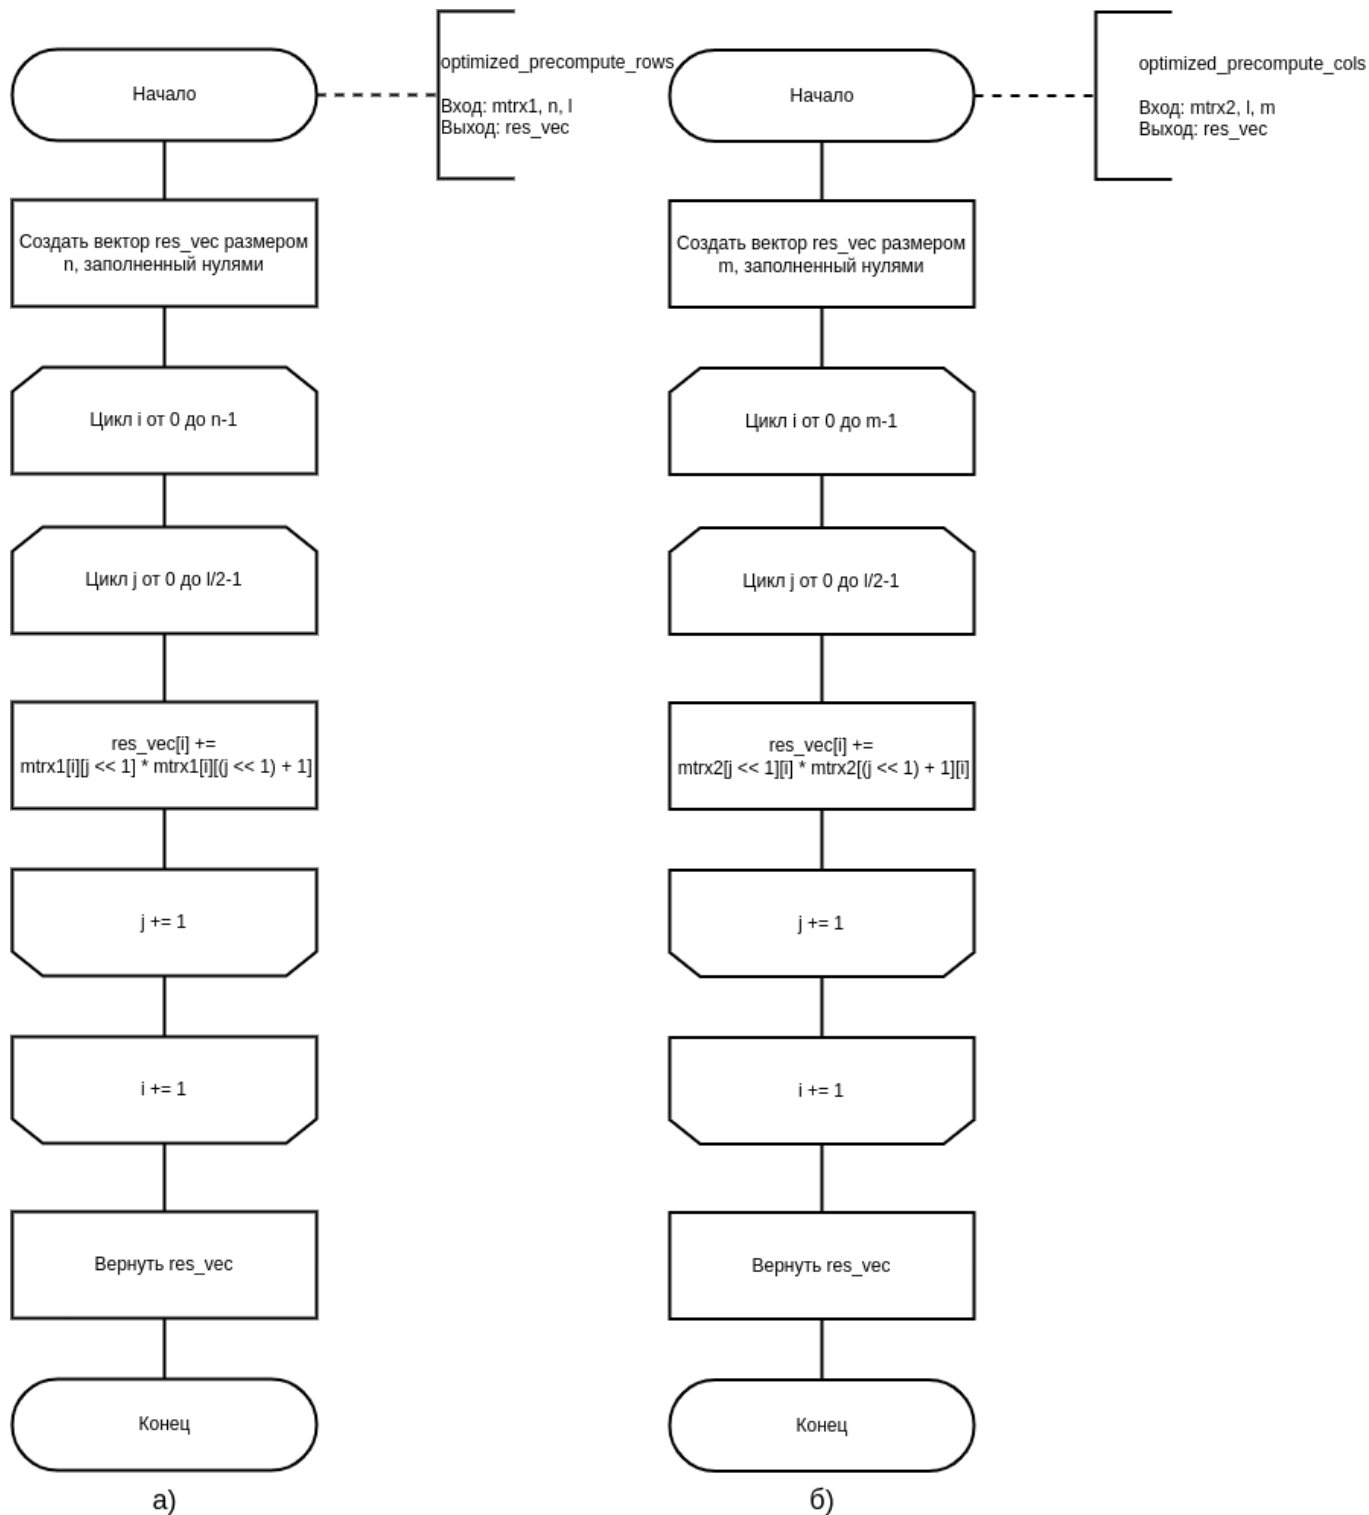 Начало
optimized_precompute_rows
Вход: mtrx1, n, l
Выход: res_vec
Создать вектор res_vec размером
n, заполненный нулями
Цикл i от 0 до n-1
Цикл j от 0 до l/2-1
res_vec[i] +=
mtrx1[i][j << 1] * mtrx1[i][(j << 1) + 1]
j += 1
i += 1
Вернуть res_vec
Конец
а)
Начало
optimized_precompute_cols
Вход: mtrx2, l, m
Выход: res_vec
Создать вектор res_vec размером
m, заполненный нулями
Цикл i от 0 до m-1
Цикл j от 0 до l/2-1
res_vec[i] +=
mtrx2[j << 1][i] * mtrx2[(j << 1) + 1][i]
j += 1
i += 1
Вернуть res_vec
Конец
б)